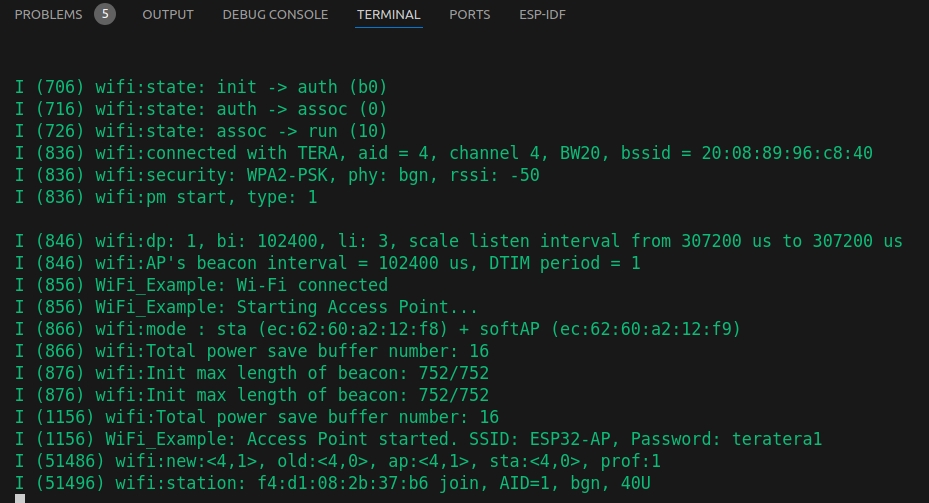 PROBLEMS 5 OUTPUT DEBUG CONSOLE TERMINAL PORTS ESP-IDF
I (706) wifi:state: init -> auth (b0)
I (716) wifi:state: auth -> assoc (0)
I (726) wifi:state: assoc -> run (10)
I (836) wifi:connected with TERA, aid = 4, channel 4, BW20, bssid = 20:08:89:96:c8:40
I (836) wifi:security: WPA2-PSK, phy: bgn, rssi: -50
I (836) wifi:pm start, type: 1
I (846) wifi:dp: 1, bi: 102400, li: 3, scale listen interval from 307200 us to 307200 us
I (846) wifi:AP's beacon interval = 102400 us, DTIM period = 1
I (856) WiFi_Example: Wi-Fi connected
I (856) WiFi_Example: Starting Access Point...
I (866) wifi:mode : sta (ec:62:60:a2:12:f8) + softAP (ec:62:60:a2:12:f9)
I (866) wifi:Total power save buffer number: 16
I (876) wifi:Init max length of beacon: 752/752
I (876) wifi:Init max length of beacon: 752/752
I (1156) wifi:Total power save buffer number: 16
I (1156) WiFi_Example: Access Point started. SSID: ESP32-AP, Password: teratera1
I (51486) wifi:new:<4,1>, old:<4,0>, ap:<4,1>, sta:<4,0>, prof:1
I (51496) wifi:station: f4:d1:08:2b:37:b6 join, AID=1, bgn, 40U